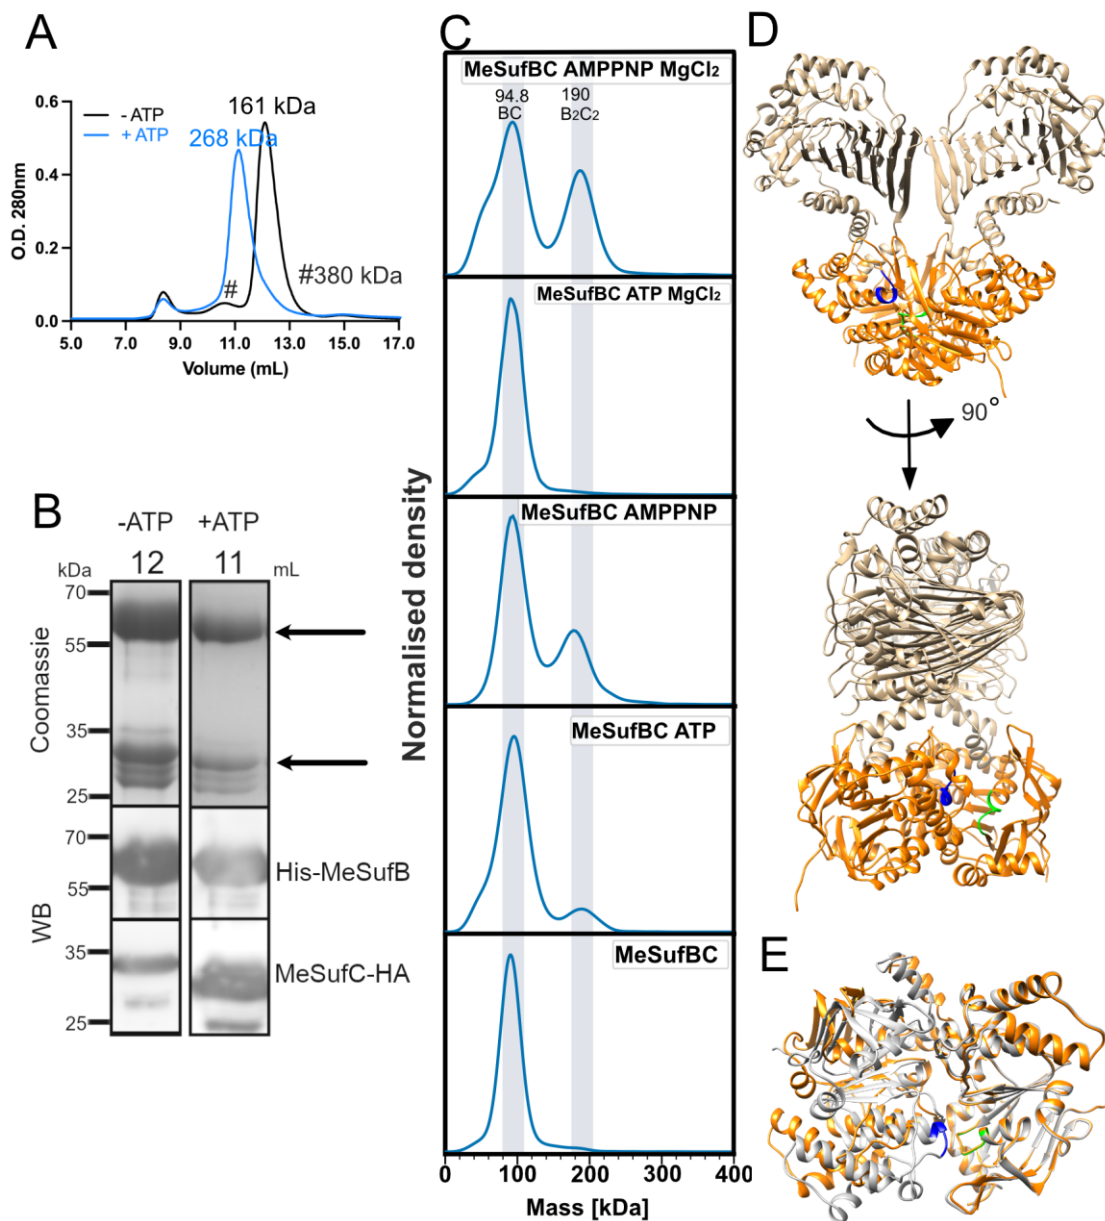 A
0.6
0.4
0.2
0.0
O.D. 280nm
- ATP
+ ATP
161 kDa
268 kDa
#
#380 kDa
5.0 7.0 9.0 11.0 13.0 15.0 17.0
Volume (mL)
B
-ATP +ATP
kDa 12 11 mL
70
55
35
25
Coomassie
70
55
His-MeSufB
35
25
MeSufC-HA
WB
C
Normalised density
MeSufBC AMPPNP MgCl₂
94.8 190
BC B₂C₂
MeSufBC ATP MgCl₂
MeSufBC AMPPNP
MeSufBC ATP
MeSufBC
0 100 200 300 400
Mass [kDa]
D
90°
E